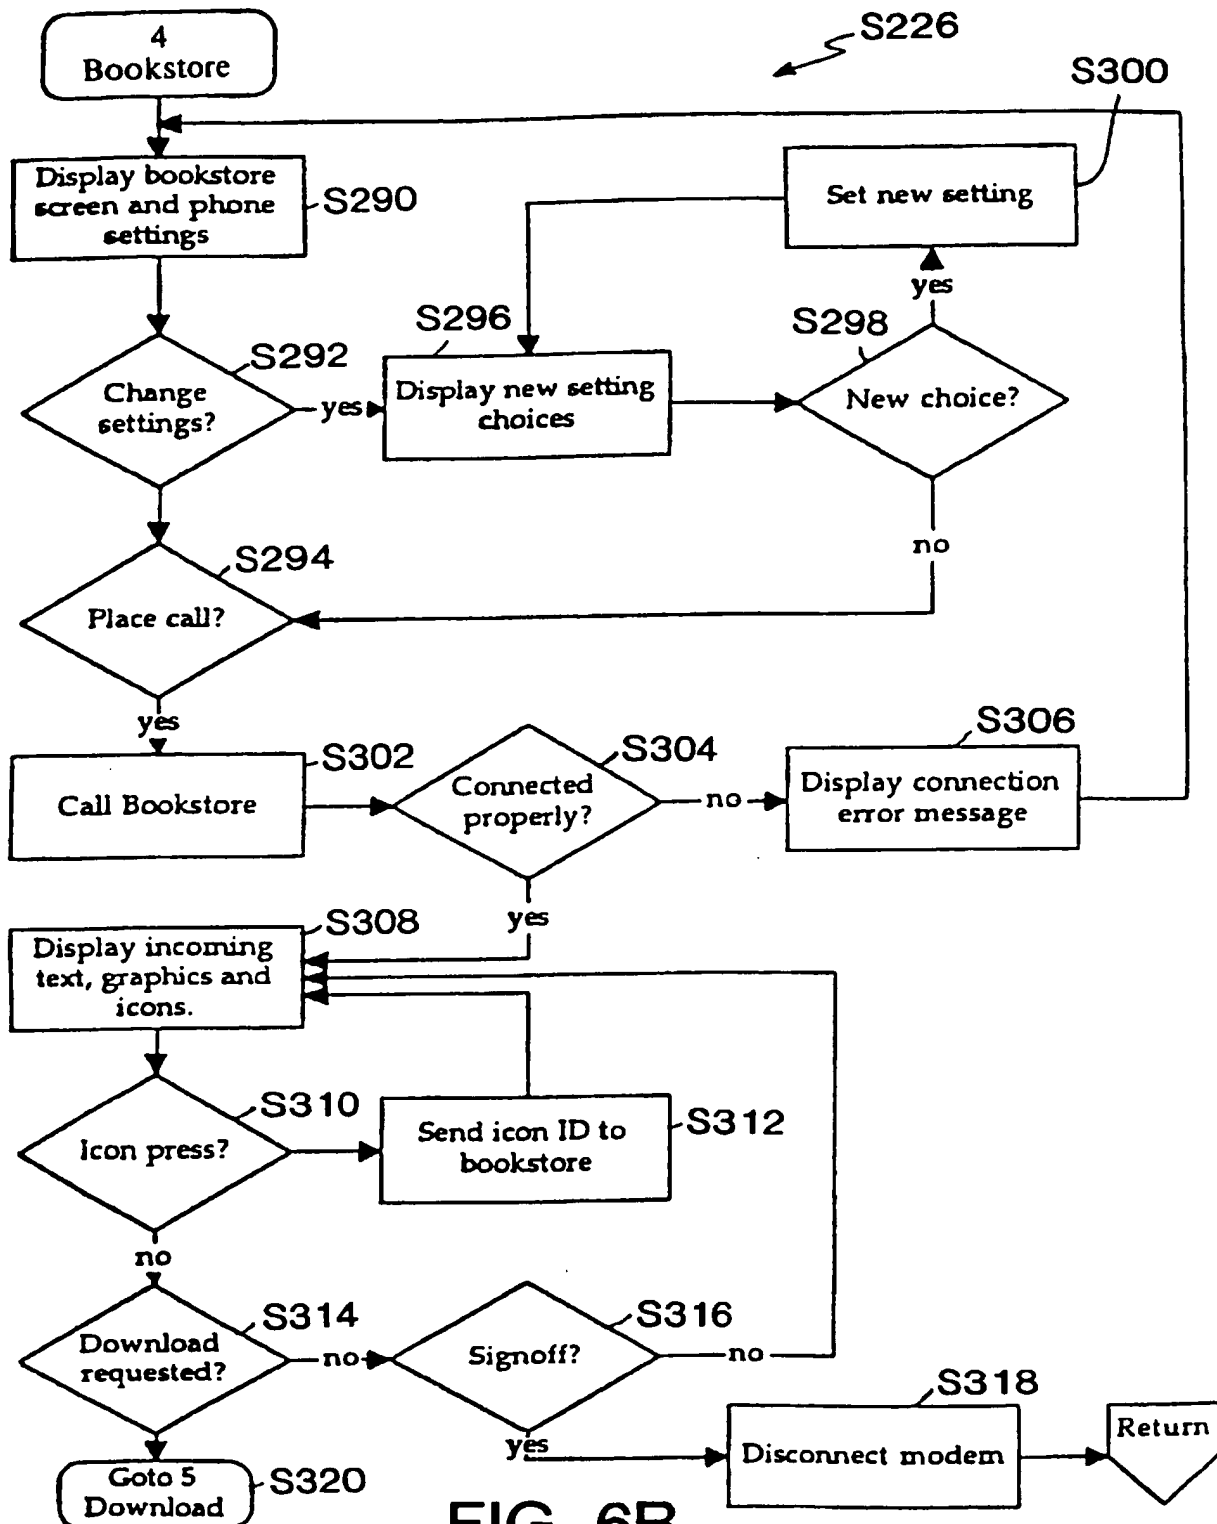 4
Bookstore
S226
S300
Display bookstore
screen and phone
settings
S290
Set new setting
yes
S292
S296
S298
Change
settings?
yes
Display new setting
choices
New choice?
no
S294
Place call?
yes
S302
S304
S306
Call Bookstore
Connected
properly?
no
Display connection
error message
yes
S308
Display incoming
text, graphics and
icons.
S310
Icon press?
Send icon ID to
bookstore
S312
no
S314
S316
Download
requested?
no
Signoff?
no
S318
yes
Disconnect modem
Return
Goto 5
Download
S320
FIG. 6B